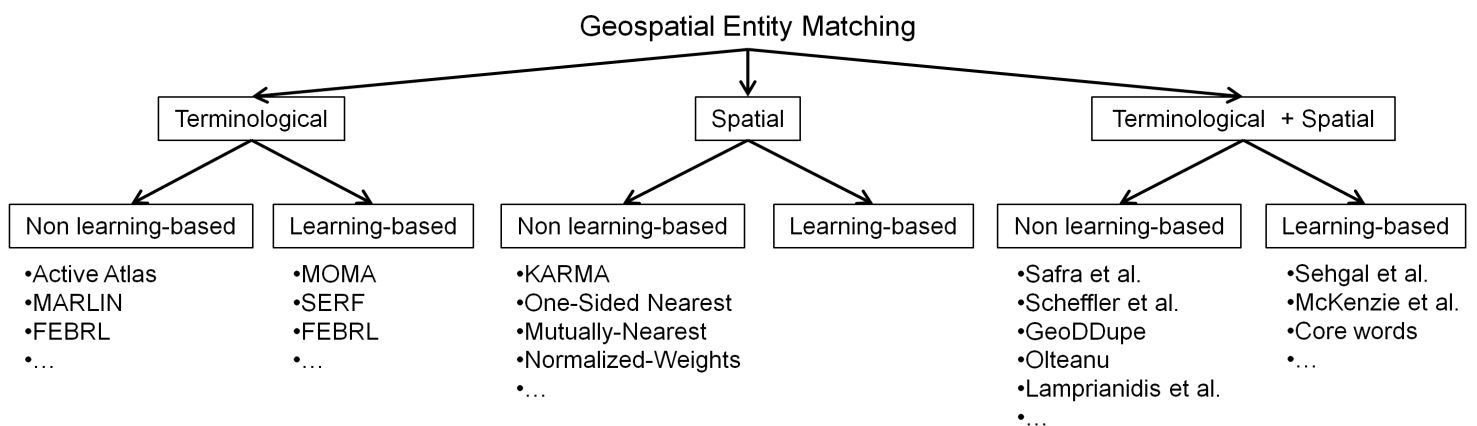 Geospatial Entity Matching
Terminological
Spatial
Terminological + Spatial
Non learning-based
Learning-based
Non learning-based
Learning-based
Non learning-based
Learning-based
•Active Atlas
•MARLIN
•FEBRL
•…
•MOMA
•SERF
•FEBRL
•…
•KARMA
•One-Sided Nearest
•Mutually-Nearest
•Normalized-Weights
•…
•Safra et al.
•Scheffler et al.
•GeoDDupe
•Olteanu
•Lamprianidis et al.
•…
•Sehgal et al.
•McKenzie et al.
•Core words
•…